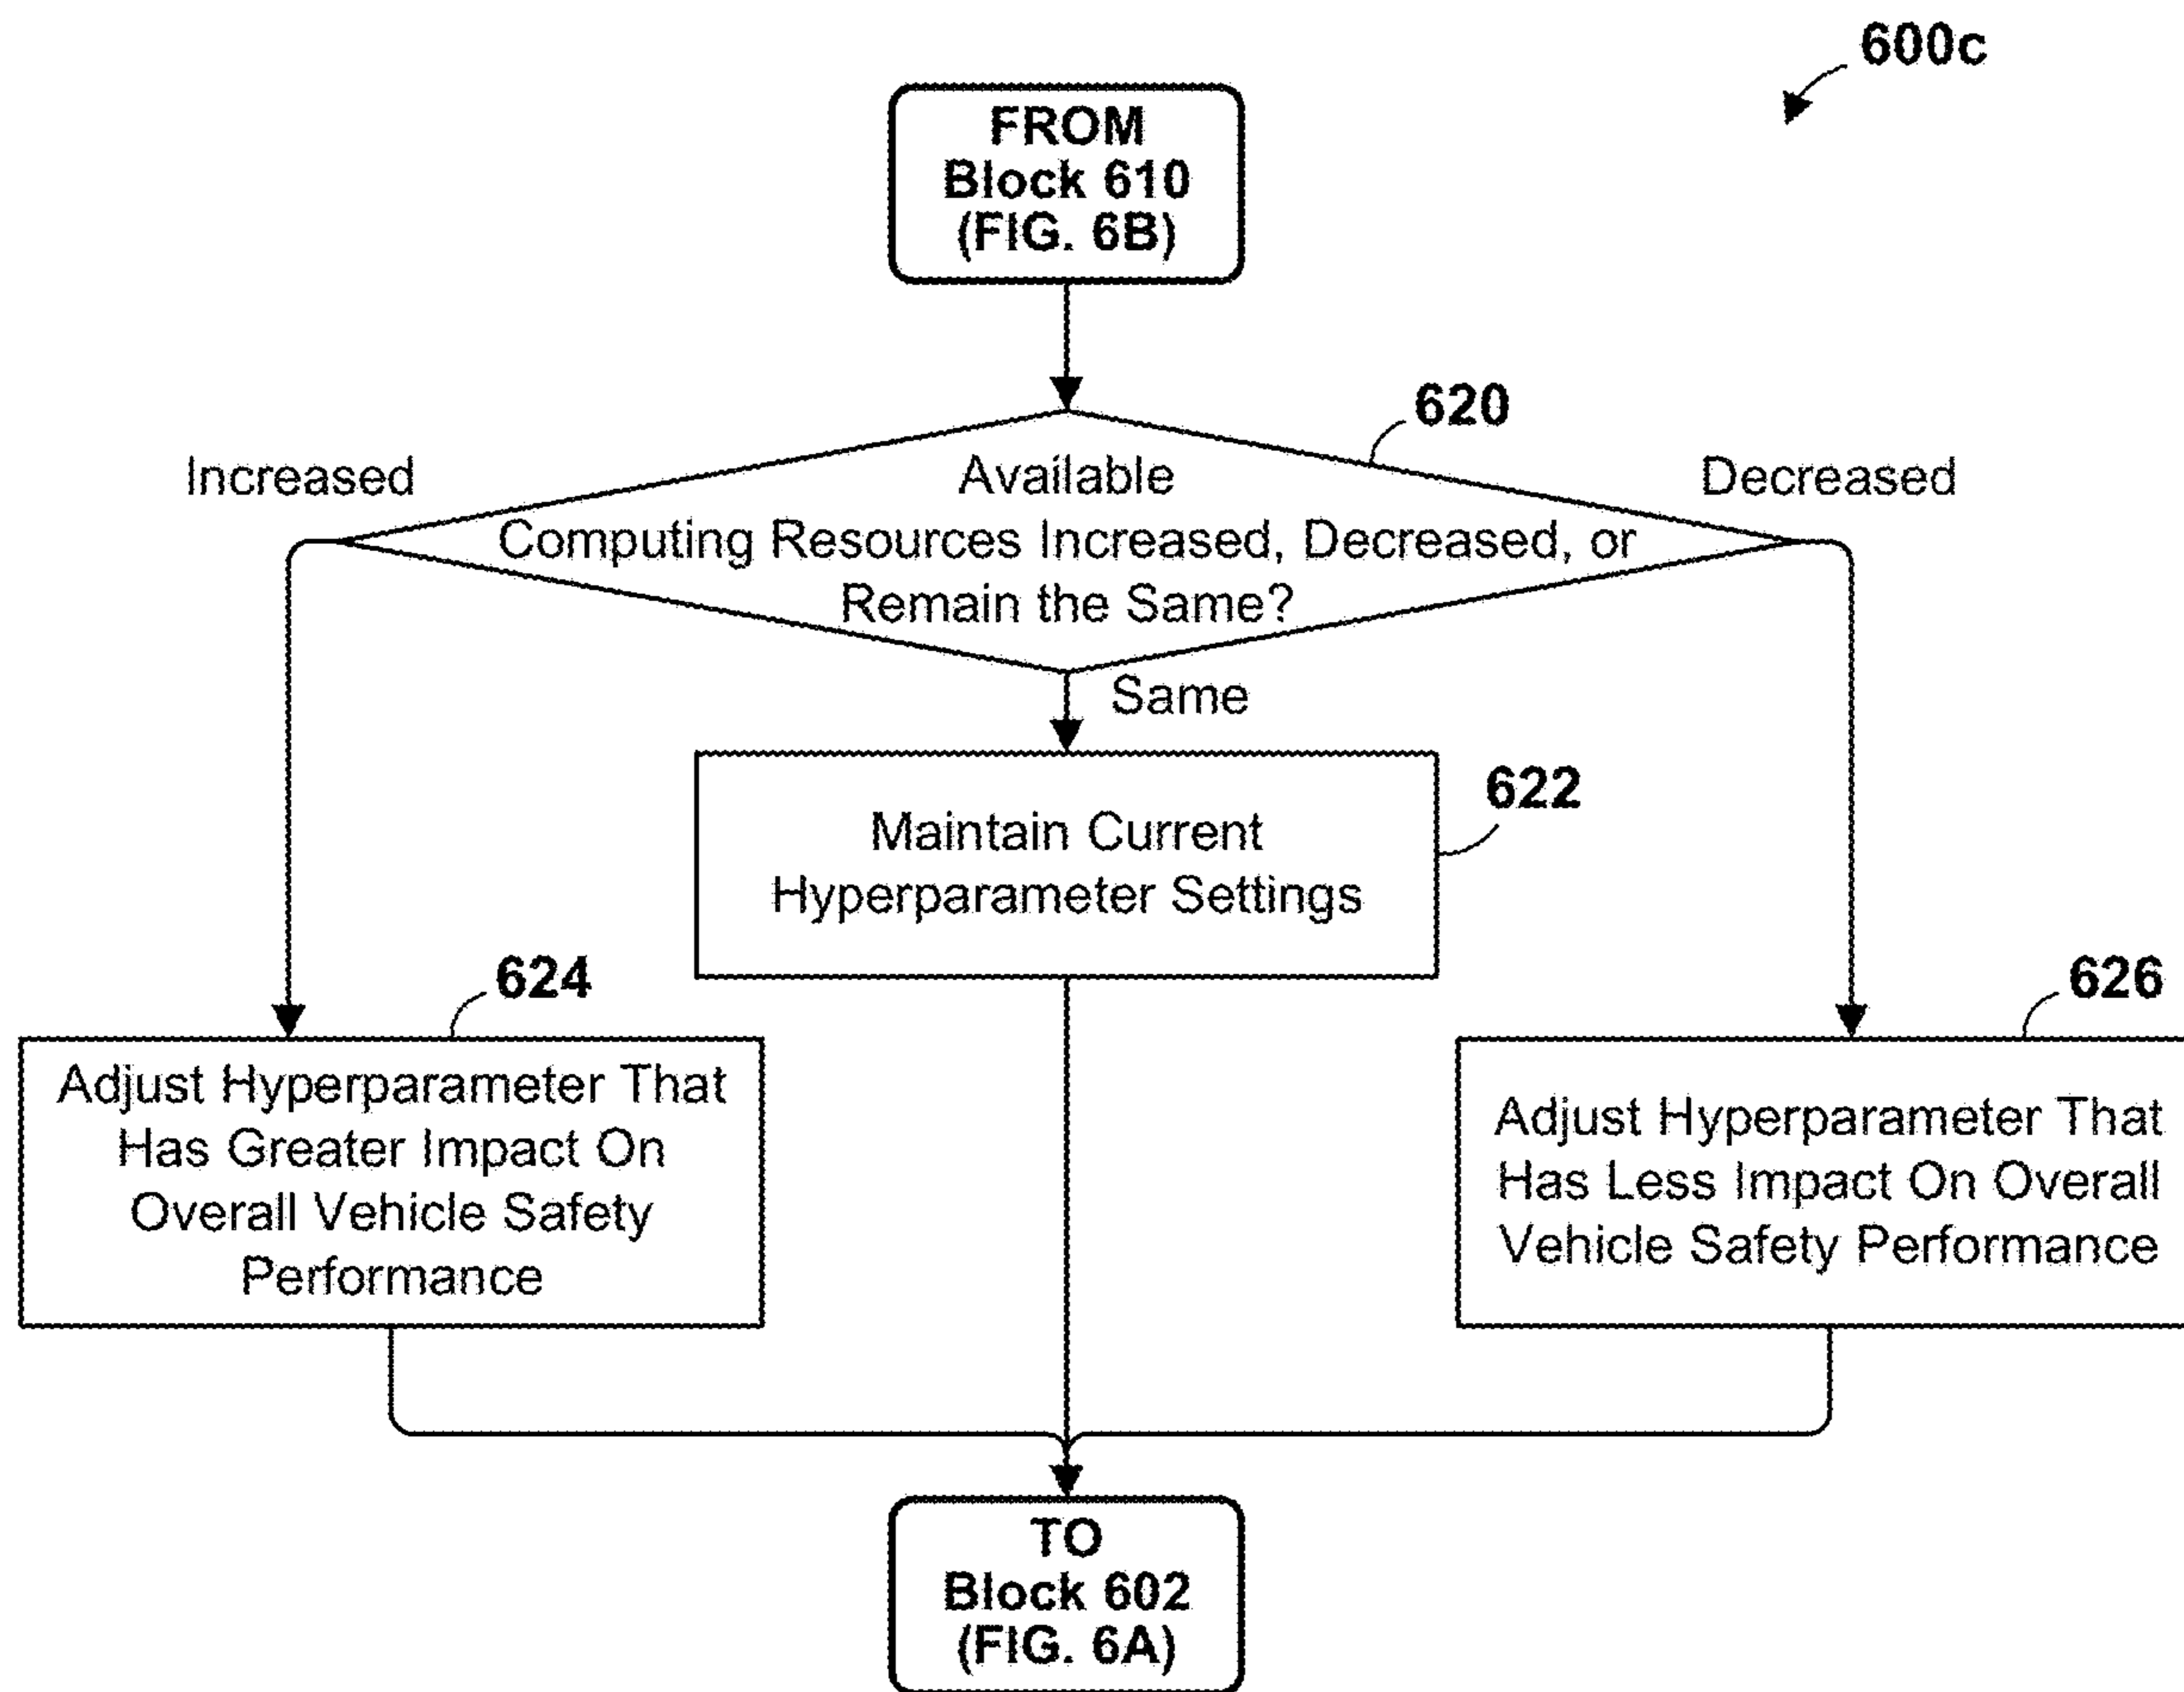 600c
FROM
Block 610
(FIG. 6B)
620
Increased
Decreased
Available
Computing Resources Increased, Decreased, or
Remain the Same?
Same
622
Maintain Current
Hyperparameter Settings
624
626
Adjust Hyperparameter That
Has Greater Impact On
Overall Vehicle Safety
Performance
Adjust Hyperparameter That
Has Less Impact On Overall
Vehicle Safety Performance
TO
Block 602
(FIG. 6A)